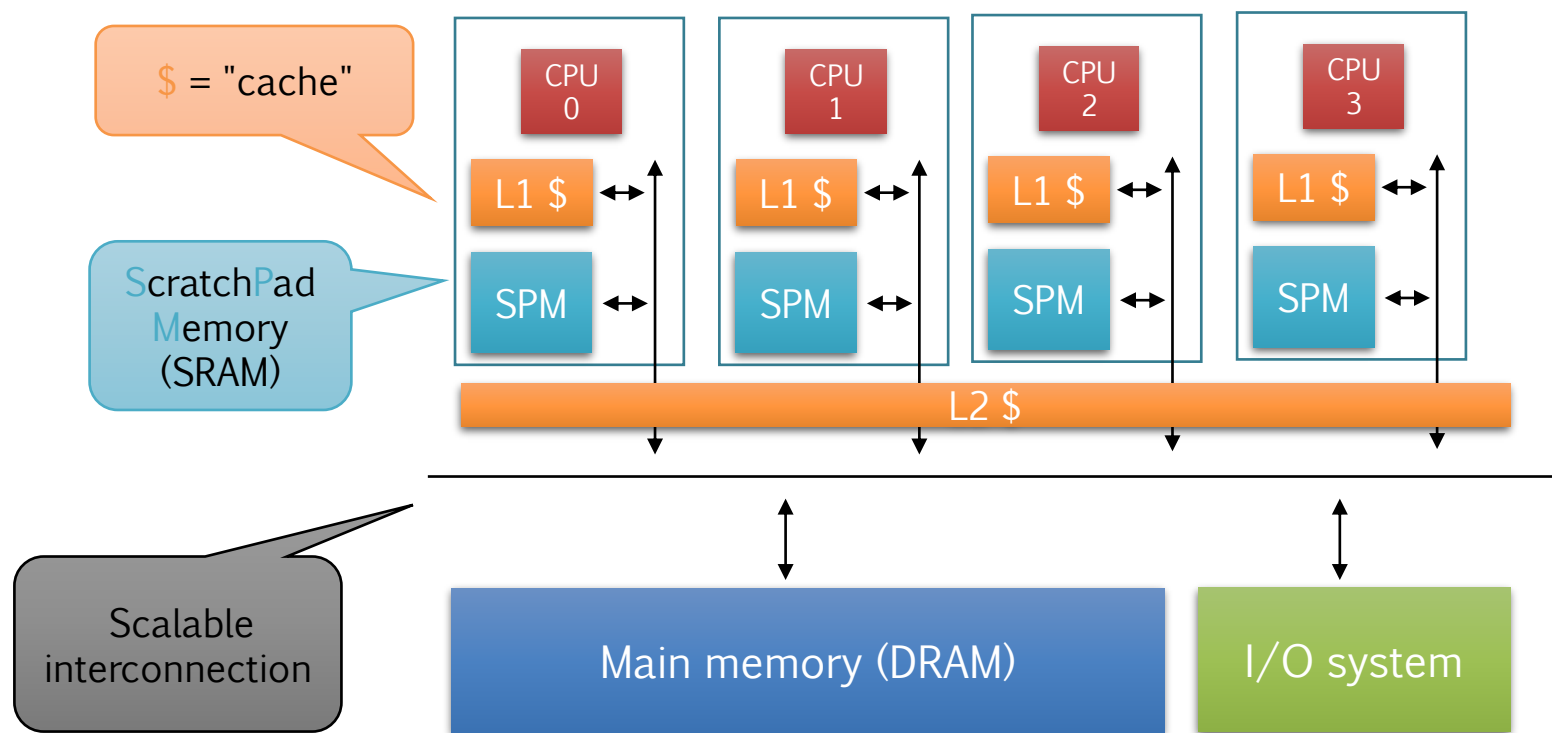 $ = "cache"
CPU
0
CPU
1
CPU
2
CPU
3
L1 $
L1 $
L1 $
L1 $
ScratchPad
Memory
(SRAM)
SPM
SPM
SPM
SPM
L2 $
Scalable
interconnection
Main memory (DRAM)
I/O system